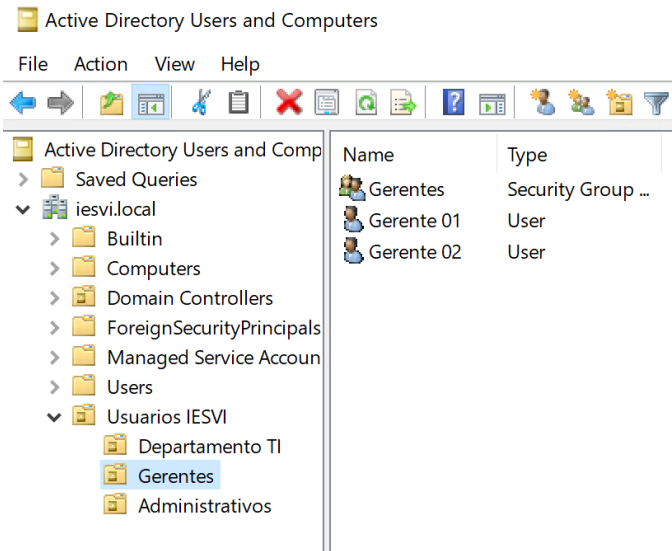 Active Directory Users and Computers
File Action View Help
Active Directory Users and Comp
Saved Queries
iesvi.local
Builtin
Computers
Domain Controllers
ForeignSecurityPrincipals
Managed Service Accoun
Users
Usuarios IESVI
Departamento TI
Gerentes
Administrativos
Name Type
Gerentes Security Group ...
Gerente 01 User
Gerente 02 User